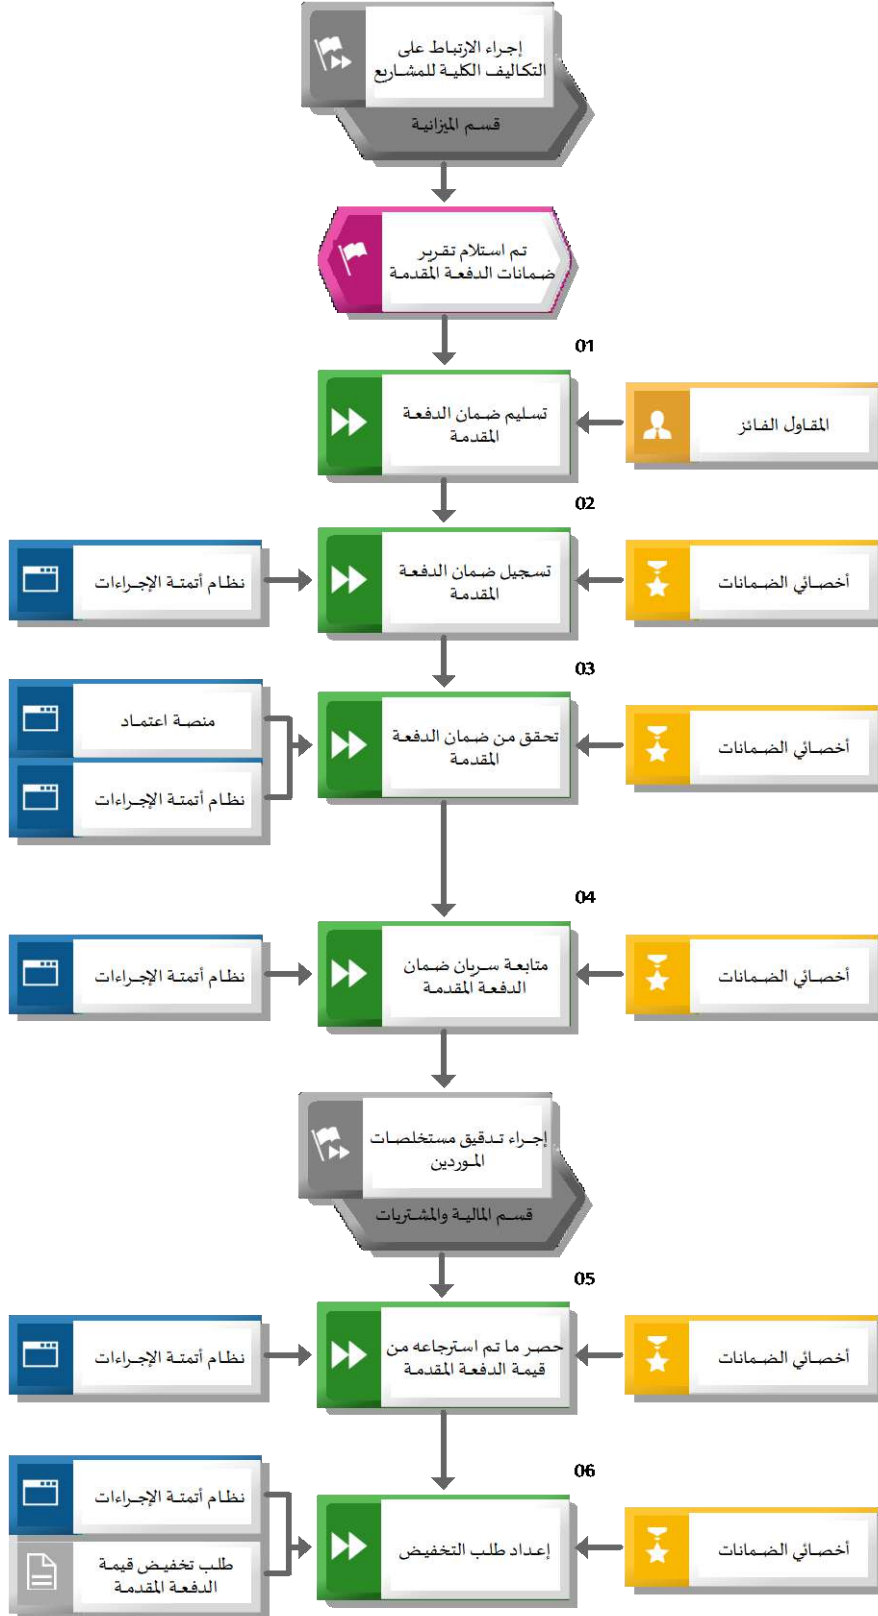 إجراء الارتباط على
التكاليف الكلية للمشاريع
قسم الميزانية
تم استلام تقرير
ضمانات الدفعة المقدمة
01
تسليم ضمان الدفعة
المقدمة
المقاول الفائز
02
أخصائي الضمانات
تسجيل ضمان الدفعة
المقدمة
نظام أتمتة الإجراءات
03
أخصائي الضمانات
تحقق من ضمان الدفعة
المقدمة
منصة اعتماد
نظام أتمتة الإجراءات
04
أخصائي الضمانات
متابعة سريان ضمان
الدفعة المقدمة
نظام أتمتة الإجراءات
إجراء تدقيق مستخلصات
الموردين
قسم المالية والمشتريات
05
أخصائي الضمانات
حصر ما تم استرجاعه من
قيمة الدفعة المقدمة
نظام أتمتة الإجراءات
06
أخصائي الضمانات
إعداد طلب التخفيض
نظام أتمتة الإجراءات
طلب تخفيض قيمة
الدفعة المقدمة